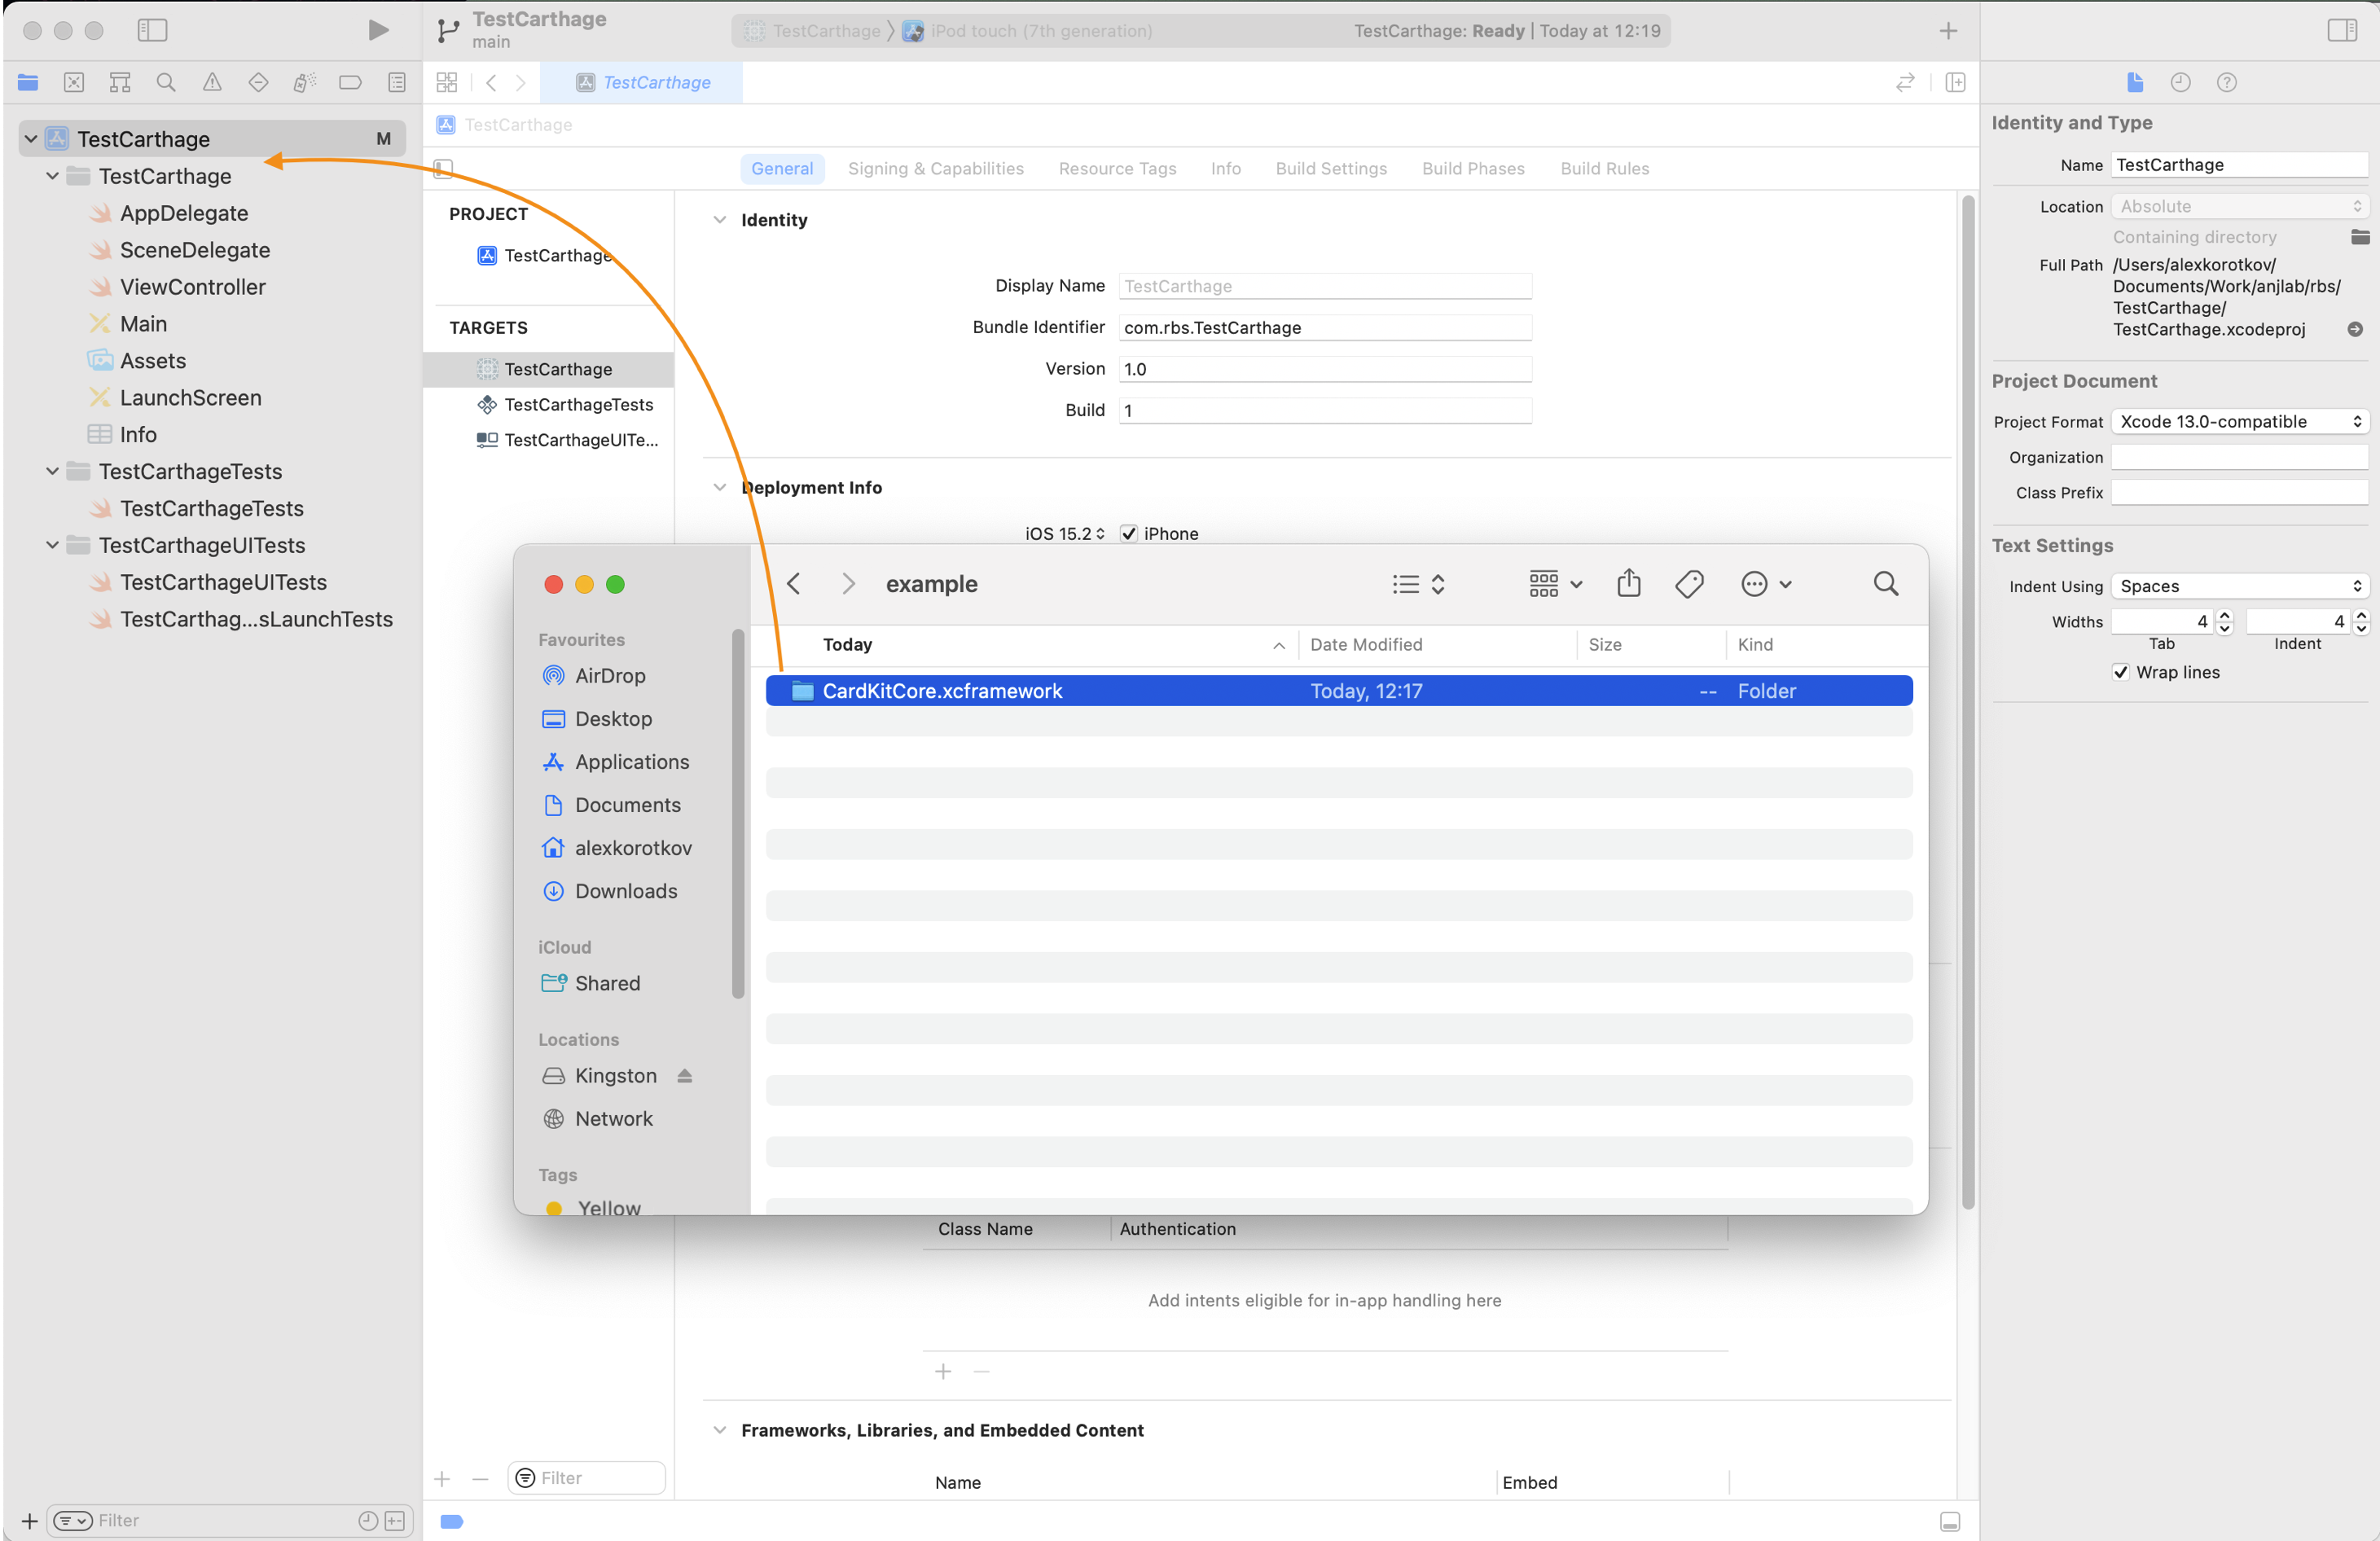 TestCarthage
main
TestCarthage
iPod touch (7th generation)
TestCarthage: Ready | Today at 12:19
TestCarthage
TestCarthage
TestCarthage M
TestCarthage
AppDelegate
SceneDelegate
ViewController
Main
Assets
LaunchScreen
Info
TestCarthageTests
TestCarthageTests
TestCarthageUITests
TestCarthageUITests
TestCarthag...sLaunchTests
Filter
General
Signing & Capabilities
Resource Tags
Info
Build Settings
Build Phases
Build Rules
PROJECT
TestCarthage
TARGETS
TestCarthage
TestCarthageTests
TestCarthageUITe...
Filter
Identity
Display Name TestCarthage
Bundle Identifier com.rbs.TestCarthage
Version 1.0
Build 1
Deployment Info
iOS 15.2 iPhone
example
Favourites
AirDrop
Desktop
Applications
Documents
alexkorotkov
Downloads
iCloud
Shared
Locations
Kingston
Network
Tags
Yellow
Today Date Modified Size Kind
CardKitCore.xcframework Today, 12:17 -- Folder
Class Name Authentication
Add intents eligible for in-app handling here
Frameworks, Libraries, and Embedded Content
Name Embed
Identity and Type
Name TestCarthage
Location Absolute
Containing directory
Full Path /Users/alexkorotkov/
Documents/Work/anjlab/rbs/
TestCarthage/
TestCarthage.xcodeproj
Project Document
Project Format Xcode 13.0-compatible
Organization
Class Prefix
Text Settings
Indent Using Spaces
Widths 4 4
Tab Indent
Wrap lines